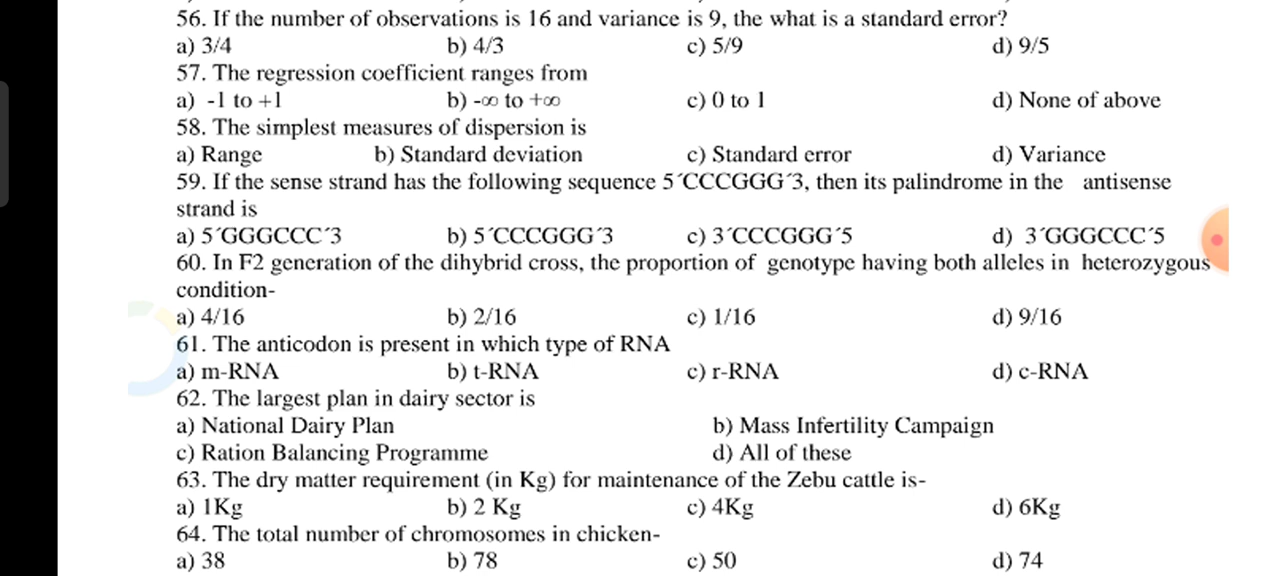 56. If the number of observations is 16 and variance is 9, the what is a standard error?
a) 3/4 b) 4/3 c) 5/9 d) 9/5
57. The regression coefficient ranges from
a) -1 to +1 b) -∞ to +∞ c) 0 to 1 d) None of above
58. The simplest measures of dispersion is
a) Range b) Standard deviation c) Standard error d) Variance
59. If the sense strand has the following sequence 5´CCCGGG´3, then its palindrome in the antisense
strand is
a) 5´GGGCCC´3 b) 5´CCCGGG´3 c) 3´CCCGGG´5 d) 3´GGGCCC´5
60. In F2 generation of the dihybrid cross, the proportion of genotype having both alleles in heterozygous
condition-
a) 4/16 b) 2/16 c) 1/16 d) 9/16
61. The anticodon is present in which type of RNA
a) m-RNA b) t-RNA c) r-RNA d) c-RNA
62. The largest plan in dairy sector is
a) National Dairy Plan b) Mass Infertility Campaign
c) Ration Balancing Programme d) All of these
63. The dry matter requirement (in Kg) for maintenance of the Zebu cattle is-
a) 1Kg b) 2 Kg c) 4Kg d) 6Kg
64. The total number of chromosomes in chicken-
a) 38 b) 78 c) 50 d) 74